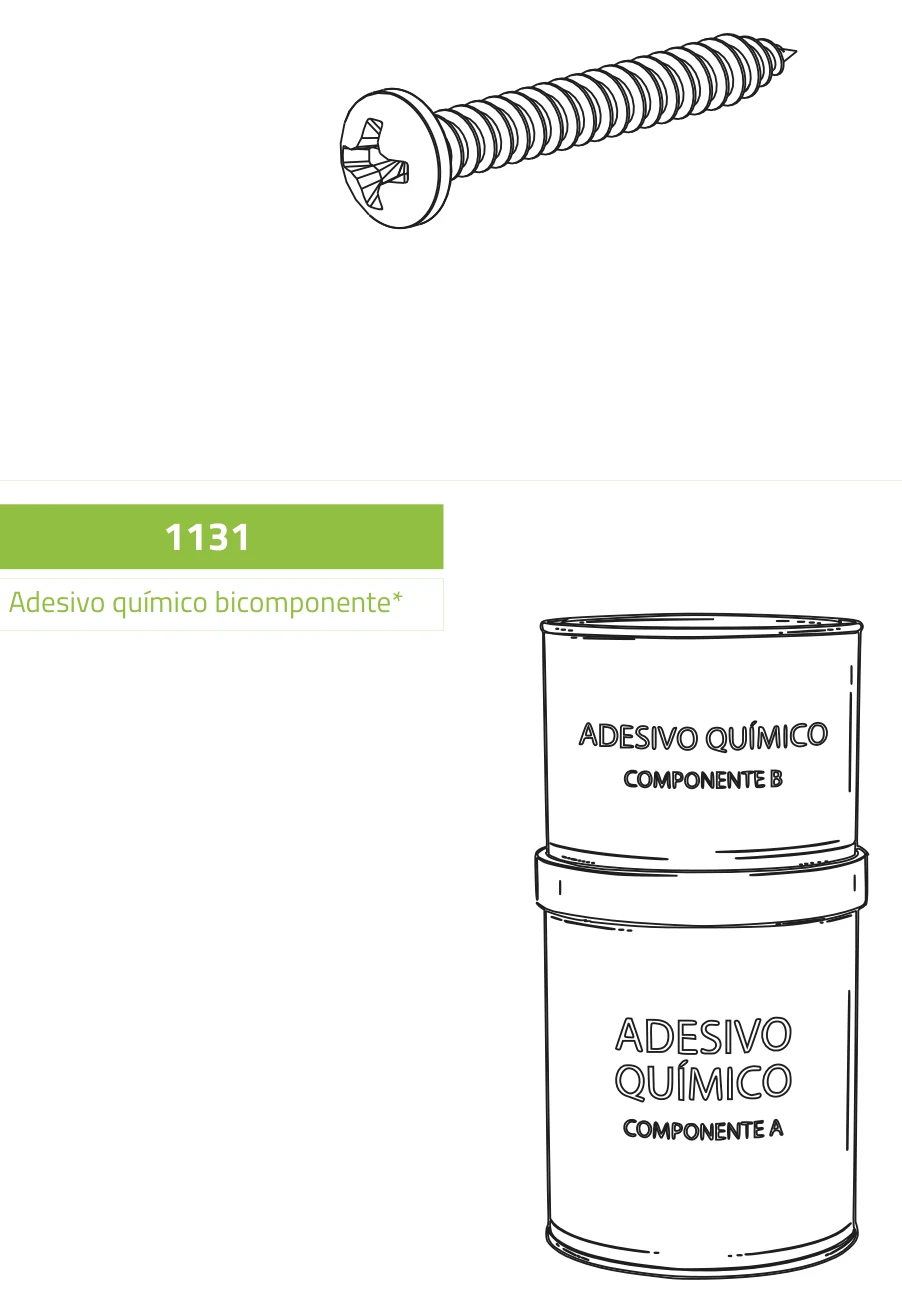 1131
Adesivo químico bicomponente*
ADESIVO QUÍMICO
COMPONENTE B
ADESIVO
QUÍMICO
COMPONENTE A